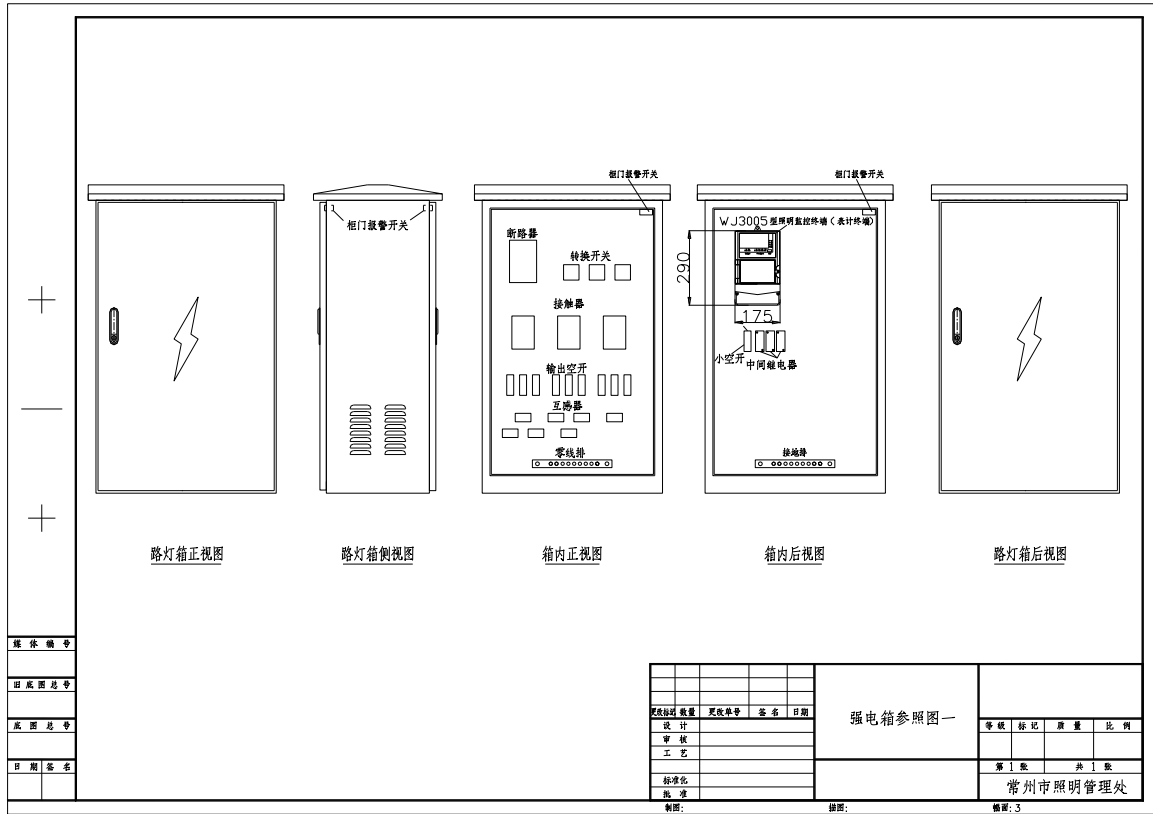 柜门报警开关
柜门报警开关
柜门报警开关
WJ3005型照明监控终端(表计终端)
断路器
转换开关
290
接触器
175
小空开
中间继电器
输出空开
互感器
零线排
接地排
路灯箱正视图
路灯箱侧视图
箱内正视图
箱内后视图
路灯箱后视图
媒体编号
旧底图总号
底图总号
日期 签名
更改标记 数量 更改单号 签名 日期
设计
审核
工艺
标准化
批准
强电箱参照图一
等级 标记 质量 比例
第1张 共1张
常州市照明管理处
制图:
描图:
幅面:3